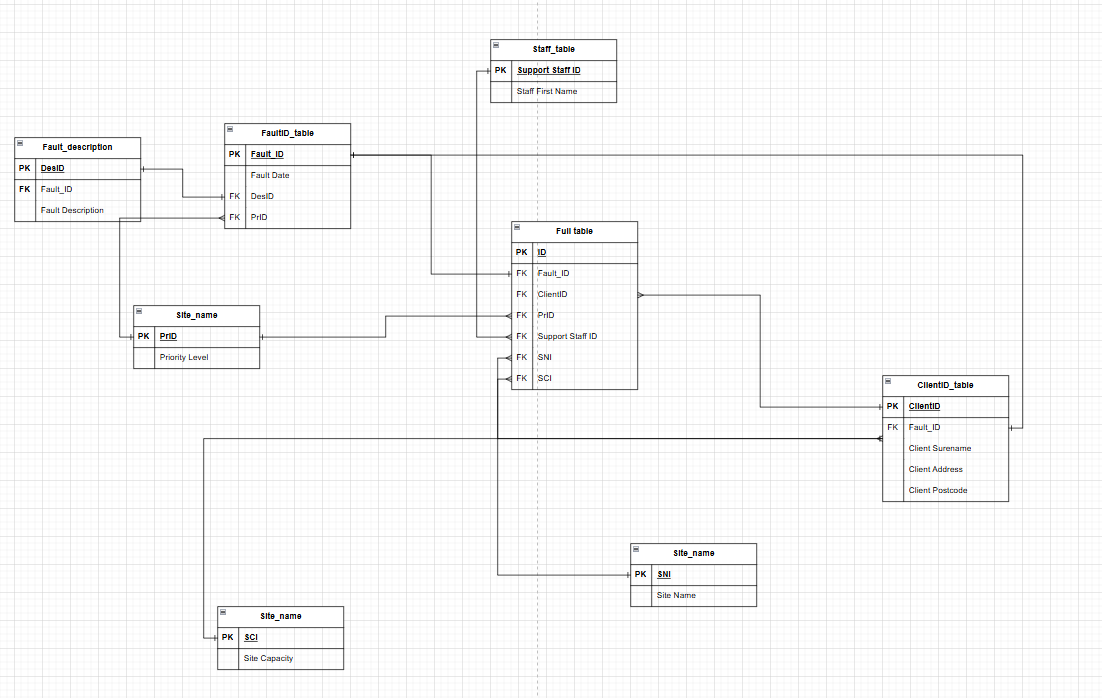 Staff_table
PK Support Staff ID
Staff First Name
FaultID_table
PK Fault_ID
Fault Date
FK DesID
FK PrID
Fault_description
PK DesID
FK Fault_ID
Fault Description
Full table
PK ID
FK Fault_ID
FK ClientID
FK PrID
FK Support Staff ID
FK SNI
FK SCI
Site_name
PK PrID
Priority Level
ClientID_table
PK ClientID
FK Fault_ID
Client Surename
Client Address
Client Postcode
Site_name
PK SNI
Site Name
Site_name
PK SCI
Site Capacity